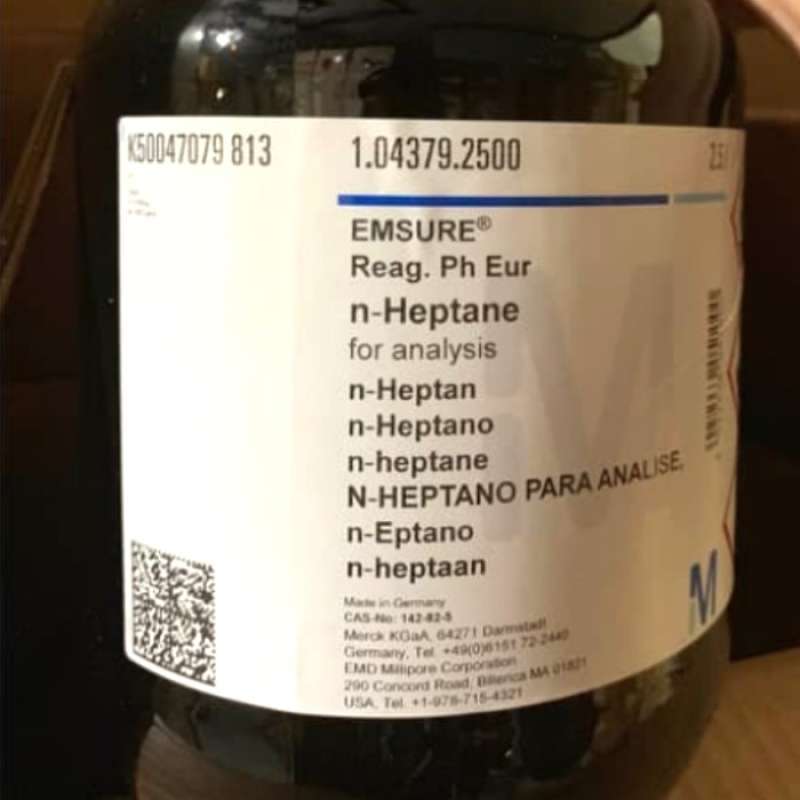 K50047079 813
1.04379.2500
2.5
EMSURE®
Reag. Ph Eur
n-Heptane
for analysis
n-Heptan
n-Heptano
n-heptane
N-HEPTANO PARA ANALISE,
n-Eptano
n-heptaan
Made in Germany
CAS-No: 142-82-5
Merck KGaA, 64271 Darmstadt
Germany, Tel. +49(0)6151 72-2440
EMD Millipore Corporation
290 Concord Road, Billerica MA 01821
USA, Tel. +1-978-715-4321
M